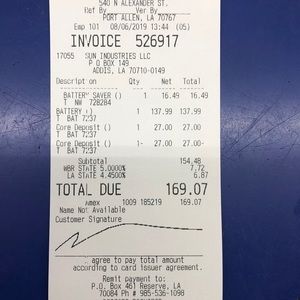 540 N ALEXANDER ST.
Ref By Ver By
PORT ALLEN, LA 70767
Emp 101 08/06/2019 13:44 (05)
INVOICE 526917
17055 SUN INDUSTRIES LLC
P O BOX 149
ADDIS, LA 70710-0149
Description Qty Net Total
BATTERY SAVER () 1 16.49 16.49
T NW 728284
BATTERY () 1 137.99 137.99
T BAT 7237
Core Deposit () 1 27.00 27.00
T BAT 7237
Core Deposit () 1- 27.00 27.00-
T BAT 7237
Subtotal 154.48
WBR STATE 5.0000% 7.72
LA STATE 4.4500% 6.87
TOTAL DUE 169.07
Amex 1009 185219 169.07
Name Not Available
Customer Signature
I agree to pay total amount
according to card issuer agreement.
Remit payment to:
P.O. Box 461 Reserve, LA
70084 Ph # 985-536-1098